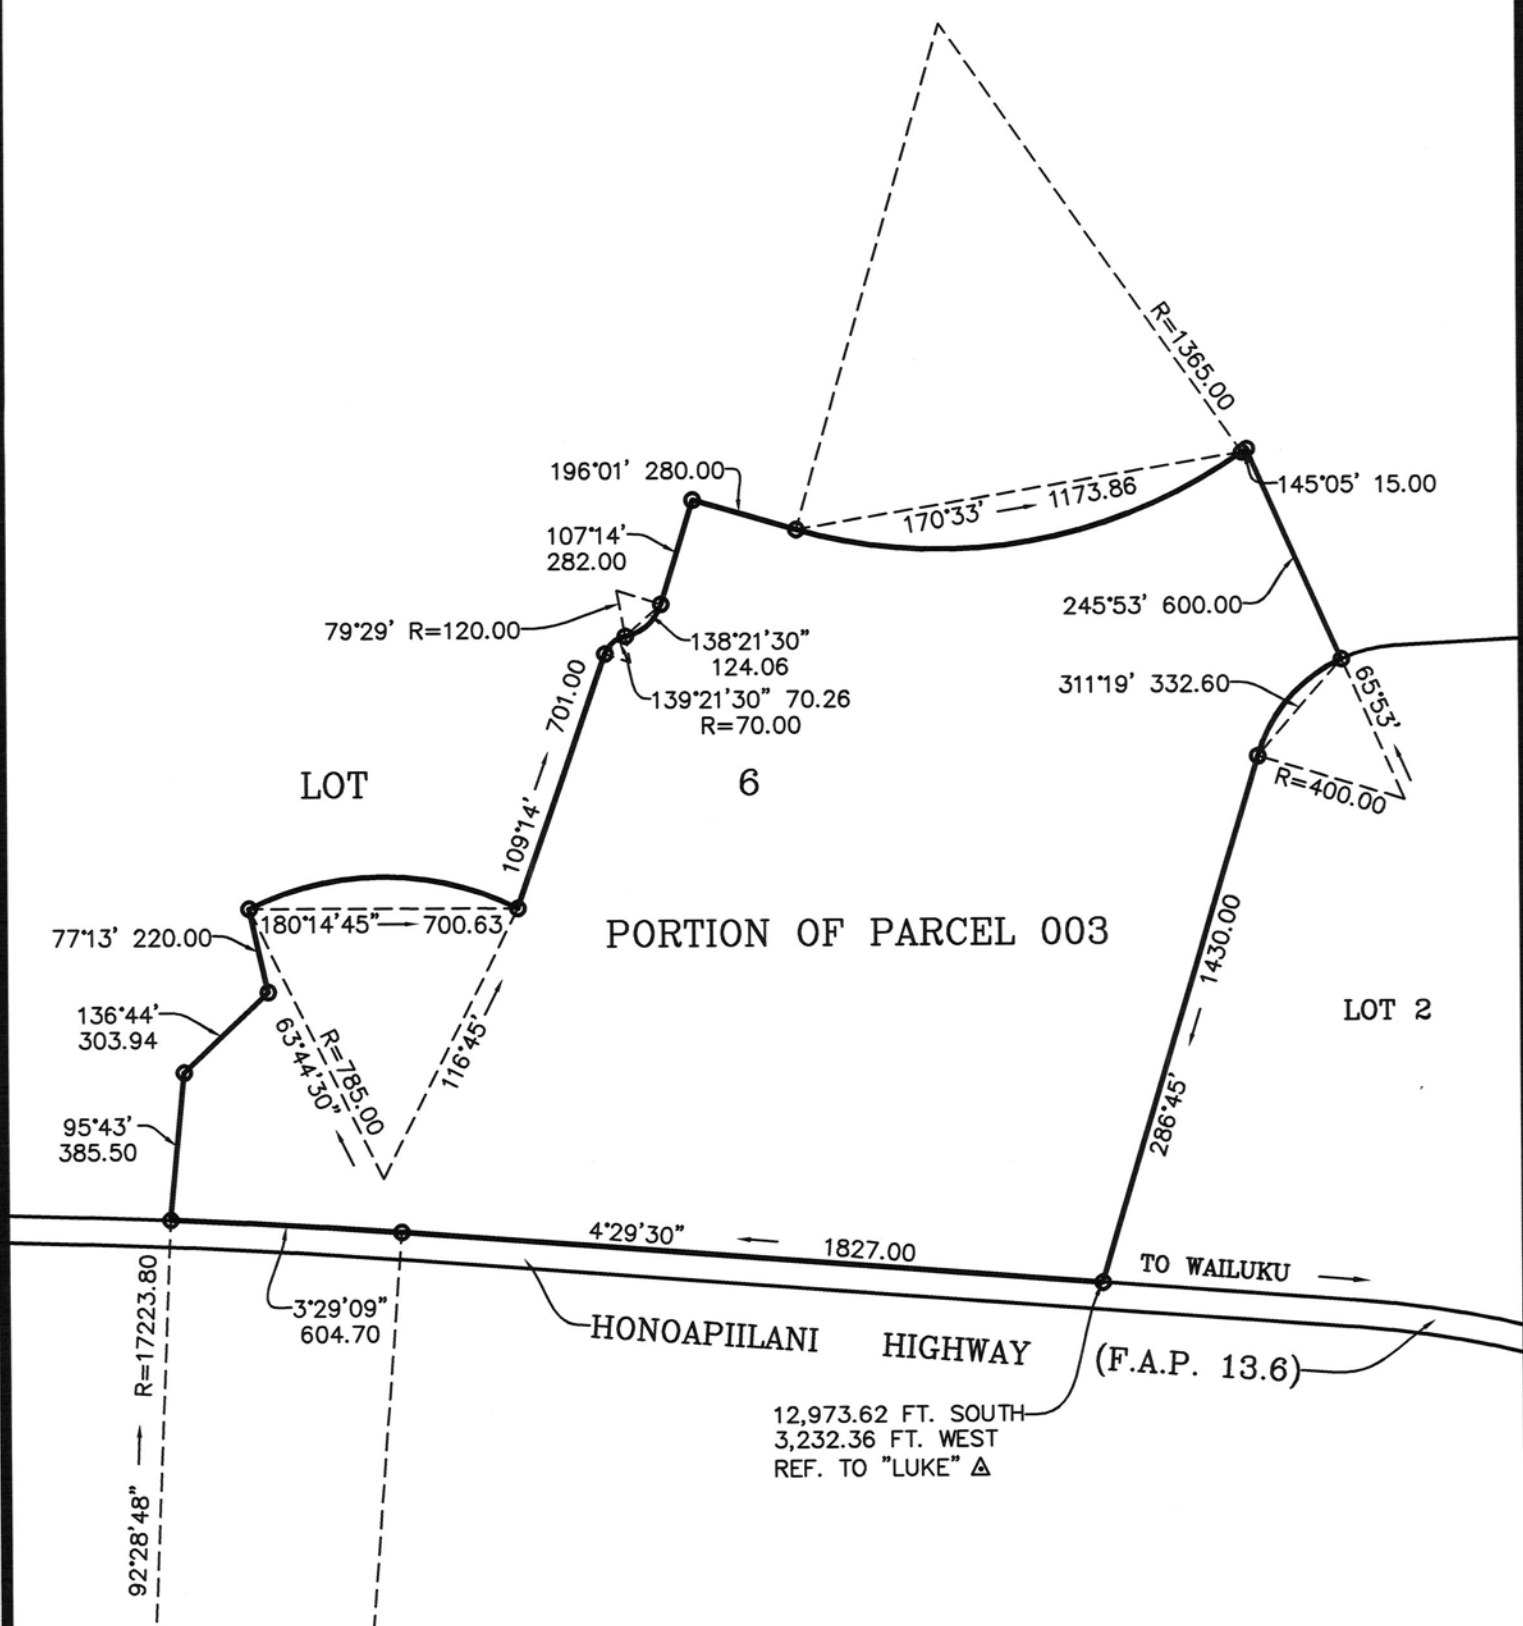 R=1365.00
196°01' 280.00
170°33' 1173.86
145°05' 15.00
107°14'
282.00
245°53' 600.00
79°29' R=120.00
138°21'30"
124.06
139°21'30" 70.26
R=70.00
311°19' 332.60
65°53'
R=400.00
109°14' 701.00
LOT 6
180°14'45" 700.63
77°13' 220.00
PORTION OF PARCEL 003
286°45' 1430.00
LOT 2
136°44'
303.94
R=785.00
63°44'30"
116°45'
95°43'
385.50
4°29'30" 1827.00
TO WAILUKU
92°28'48" R=17223.80
3°29'09"
604.70
HONOAPIILANI HIGHWAY (F.A.P. 13.6)
12,973.62 FT. SOUTH
3,232.36 FT. WEST
REF. TO "LUKE"